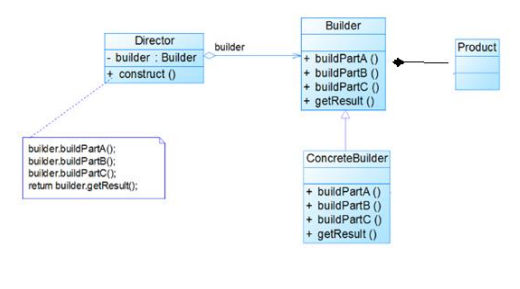 Director
- builder : Builder
+ construct ()
builder
Builder
+ buildPartA ()
+ buildPartB ()
+ buildPartC ()
+ getResult ()
Product
builder.buildPartA();
builder.buildPartB();
builder.buildPartC();
return builder.getResult();
ConcreteBuilder
+ buildPartA ()
+ buildPartB ()
+ buildPartC ()
+ getResult ()